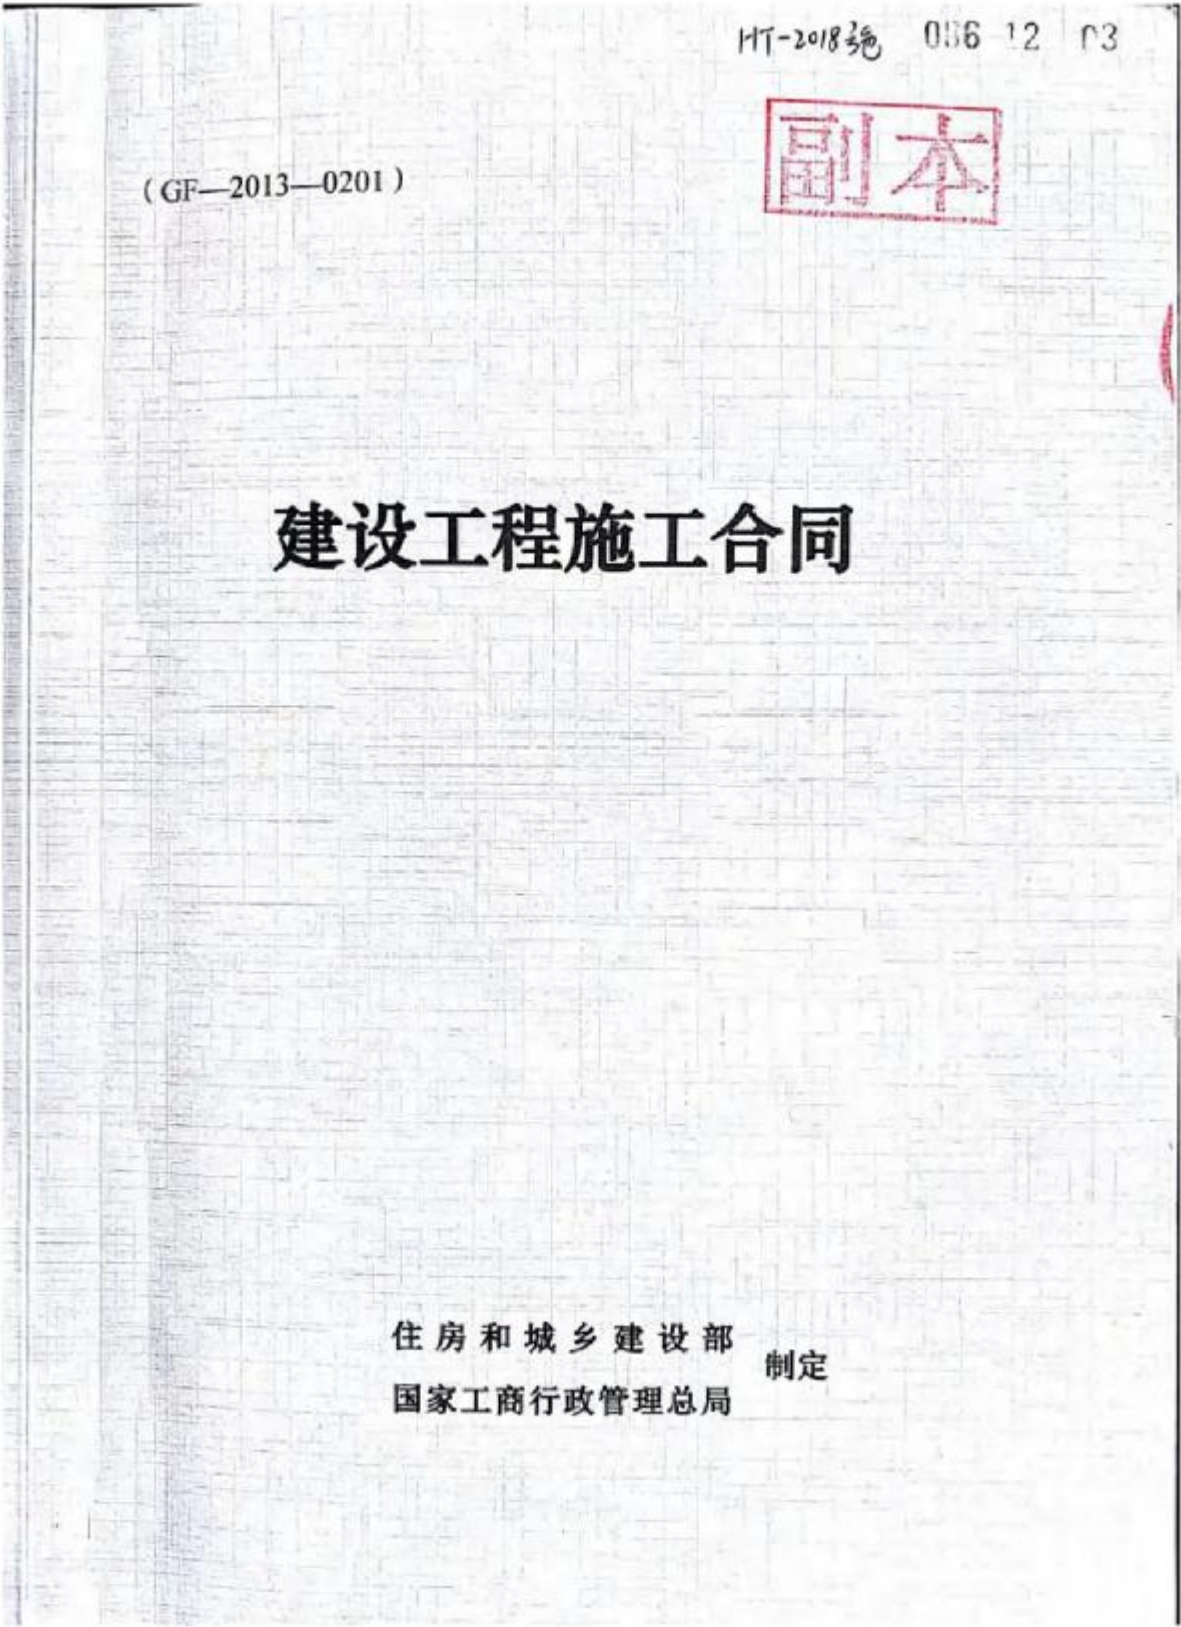 HT-2018施 086 12 03
副本
（GF—2013—0201）
建设工程施工合同
住房和城乡建设部
国家工商行政管理总局
制定